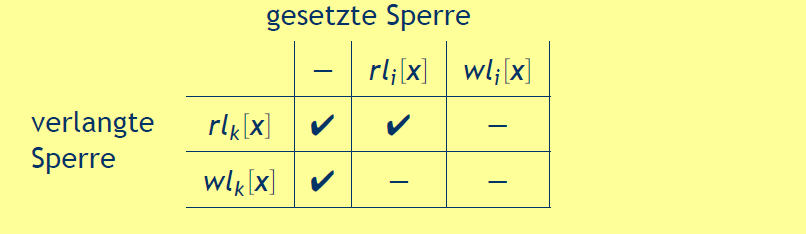 gesetzte Sperre
– rlᵢ[x] wlᵢ[x]
verlangte Sperre
rlₖ[x] ✔ ✔ –
wlₖ[x] ✔ – –